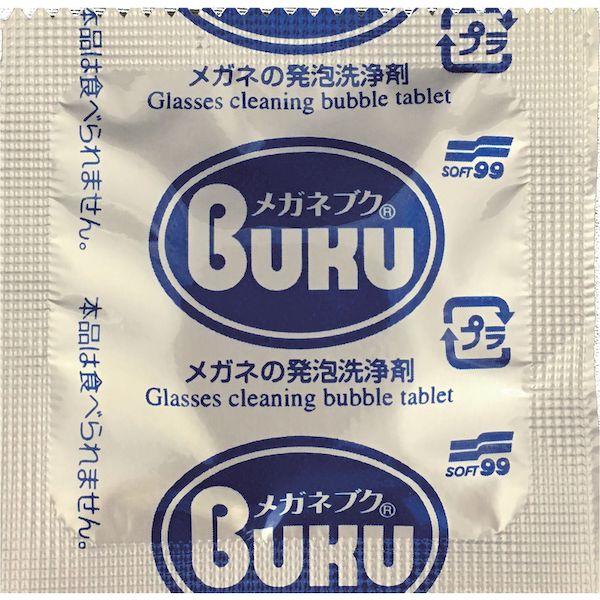 BUKU
プラ
メガネの発泡洗浄剤
Glasses cleaning bubble tablet
SOFT99
本品は食べられません。
メガネブク®
BUKU
プラ
メガネの発泡洗浄剤
Glasses cleaning bubble tablet
本品は食べられません。
SOFT99
メガネブク®
BUKU